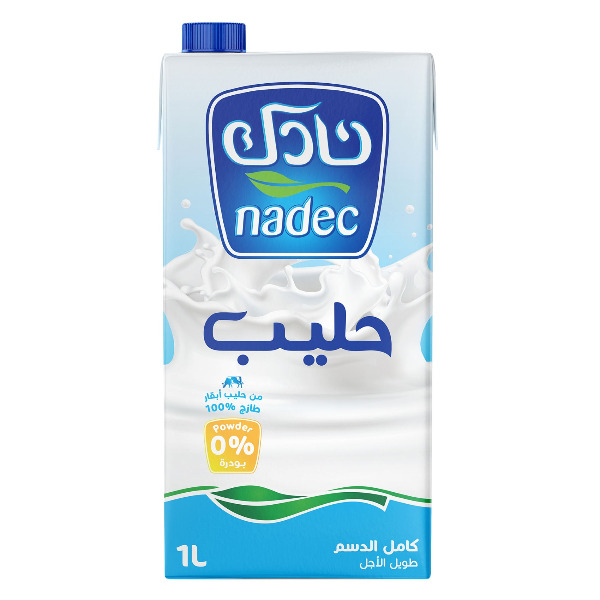 نادك
nadec
حليب
من حليب أبقار
طازج 100%
Powder
0%
بودرة
كامل الدسم
طويل الأجل
1L